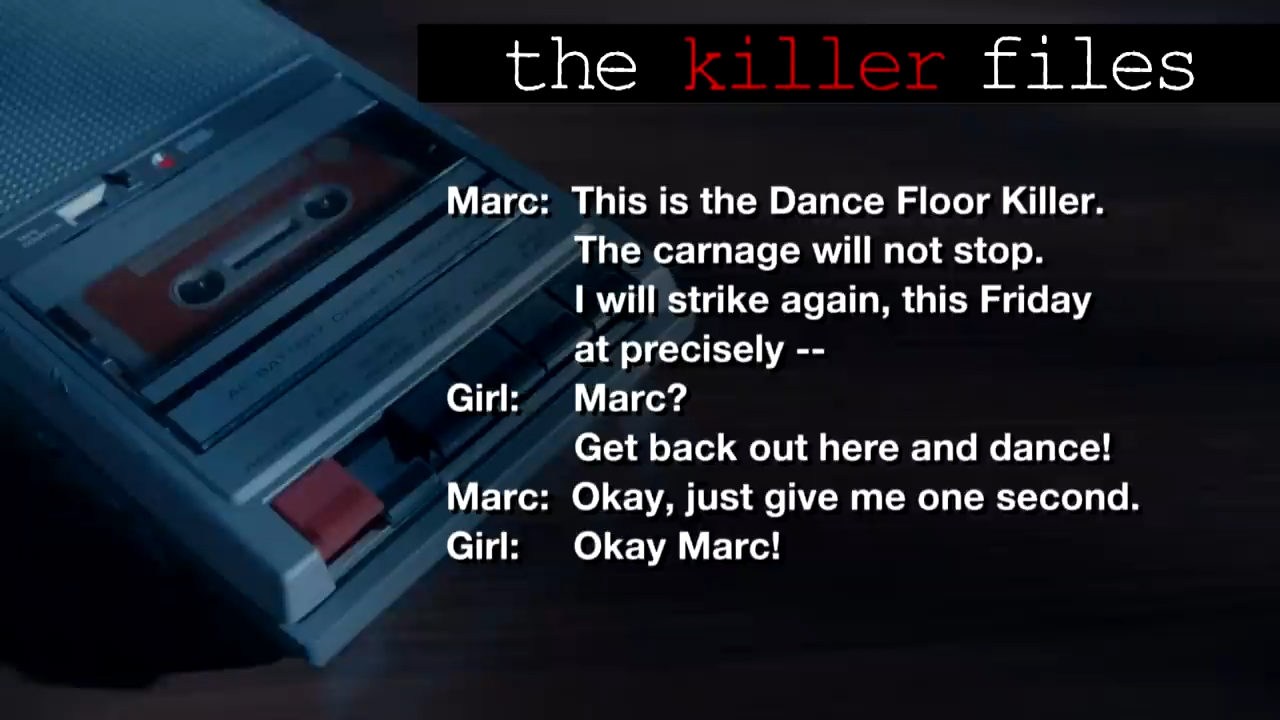 the killer files
Marc: This is the Dance Floor Killer.
The carnage will not stop.
I will strike again, this Friday
at precisely --
Girl: Marc?
Get back out here and dance!
Marc: Okay, just give me one second.
Girl: Okay Marc!